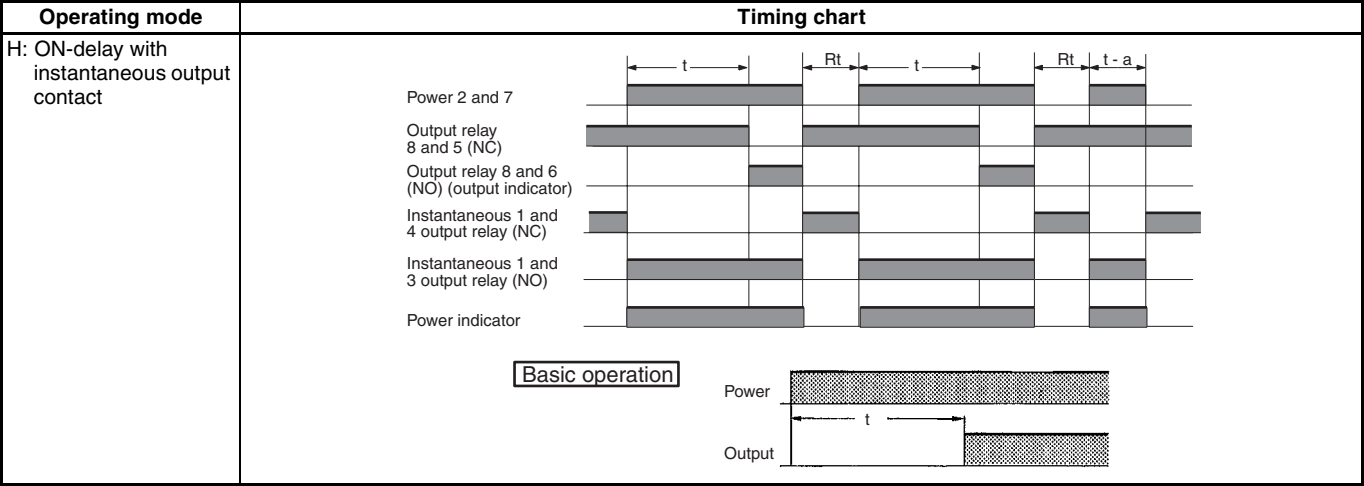 Operating mode
Timing chart
H: ON-delay with
instantaneous output
contact
t
Rt
t
Rt
t - a
Power 2 and 7
Output relay
8 and 5 (NC)
Output relay 8 and 6
(NO) (output indicator)
Instantaneous 1 and
4 output relay (NC)
Instantaneous 1 and
3 output relay (NO)
Power indicator
Basic operation
Power
t
Output